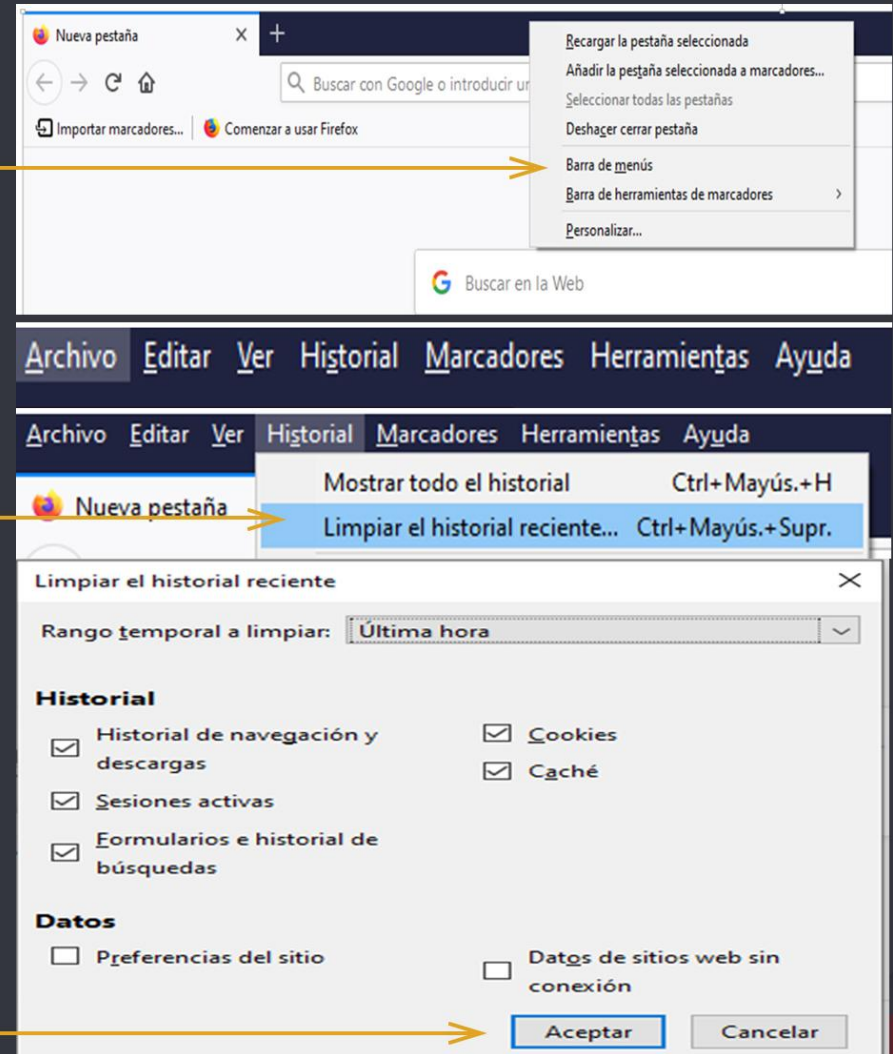 Nueva pestaña
Buscar con Google o introducir ur
Importar marcadores... Comenzar a usar Firefox
Recargar la pestaña seleccionada
Añadir la pestaña seleccionada a marcadores...
Seleccionar todas las pestañas
Deshacer cerrar pestaña
Barra de menús
Barra de herramientas de marcadores
Personalizar...
Buscar en la Web
Archivo Editar Ver Historial Marcadores Herramientas Ayuda
Archivo Editar Ver Historial Marcadores Herramientas Ayuda
Nueva pestaña
Mostrar todo el historial Ctrl+Mayús.+H
Limpiar el historial reciente... Ctrl+Mayús.+Supr.
Limpiar el historial reciente
Rango temporal a limpiar: Última hora
Historial
Historial de navegación y
descargas
Cookies
Caché
Sesiones activas
Formularios e historial de
búsquedas
Datos
Preferencias del sitio
Datos de sitios web sin
conexión
Aceptar Cancelar